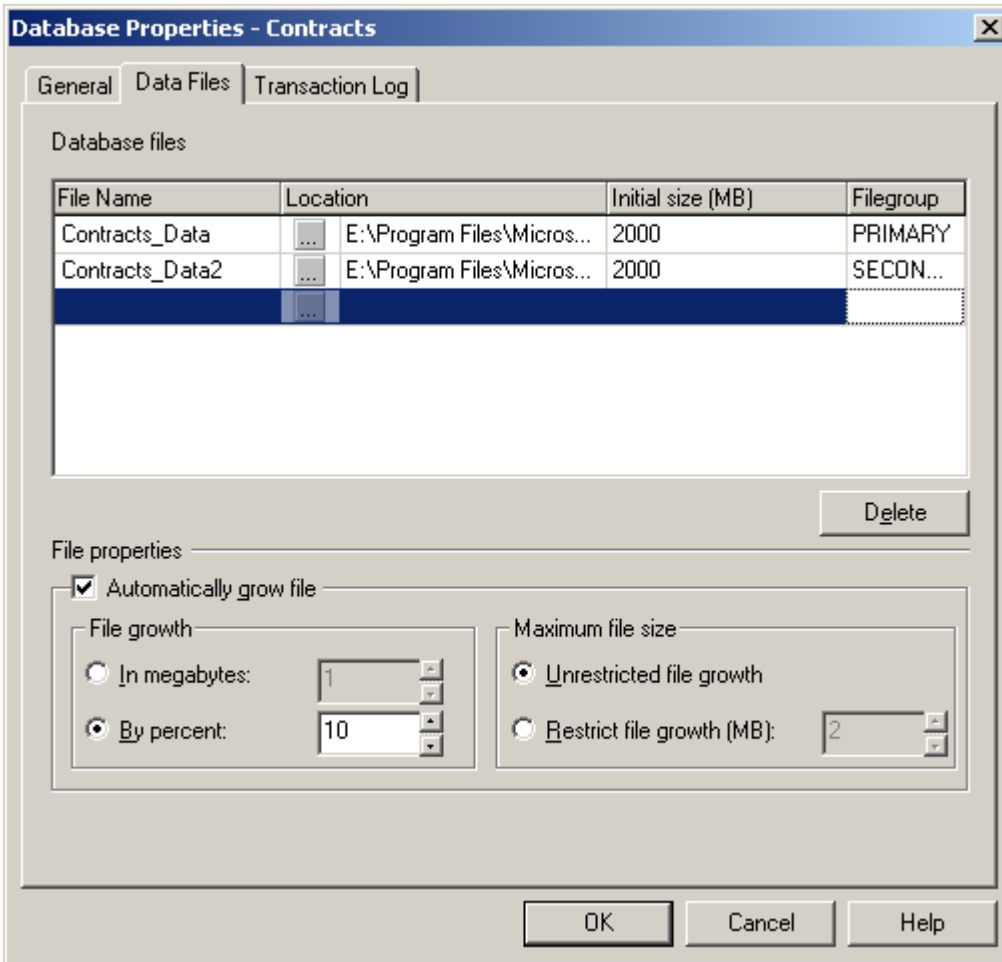 Database Properties - Contracts
General Data Files Transaction Log
Database files
File Name Location Initial size (MB) Filegroup
Contracts_Data ... E:\Program Files\Micros... 2000 PRIMARY
Contracts_Data2 ... E:\Program Files\Micros... 2000 SECON...
...
Delete
File properties
Automatically grow file
File growth Maximum file size
In megabytes: 1 Unrestricted file growth
By percent: 10 Restrict file growth (MB): 2
OK Cancel Help